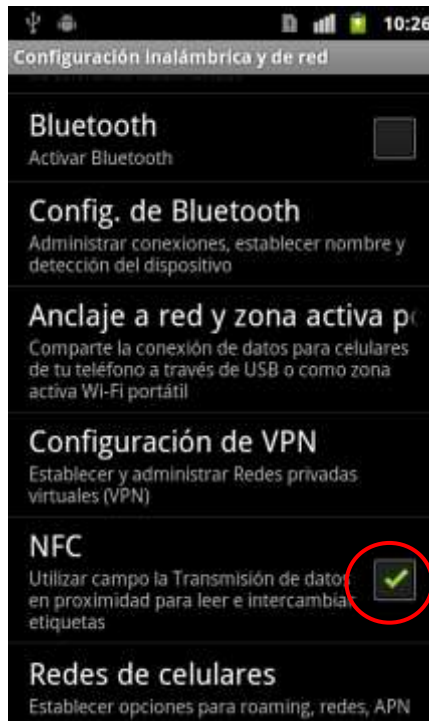 10:26
Configuración inalámbrica y de red
Bluetooth
Activar Bluetooth
Config. de Bluetooth
Administrar conexiones, establecer nombre y
detección del dispositivo
Anclaje a red y zona activa po
Comparte la conexión de datos para celulares
de tu teléfono a través de USB o como zona
activa Wi-Fi portátil
Configuración de VPN
Establecer y administrar Redes privadas
virtuales (VPN)
NFC
Utilizar campo la Transmisión de datos
en proximidad para leer e intercambiar
etiquetas
Redes de celulares
Establecer opciones para roaming, redes, APN